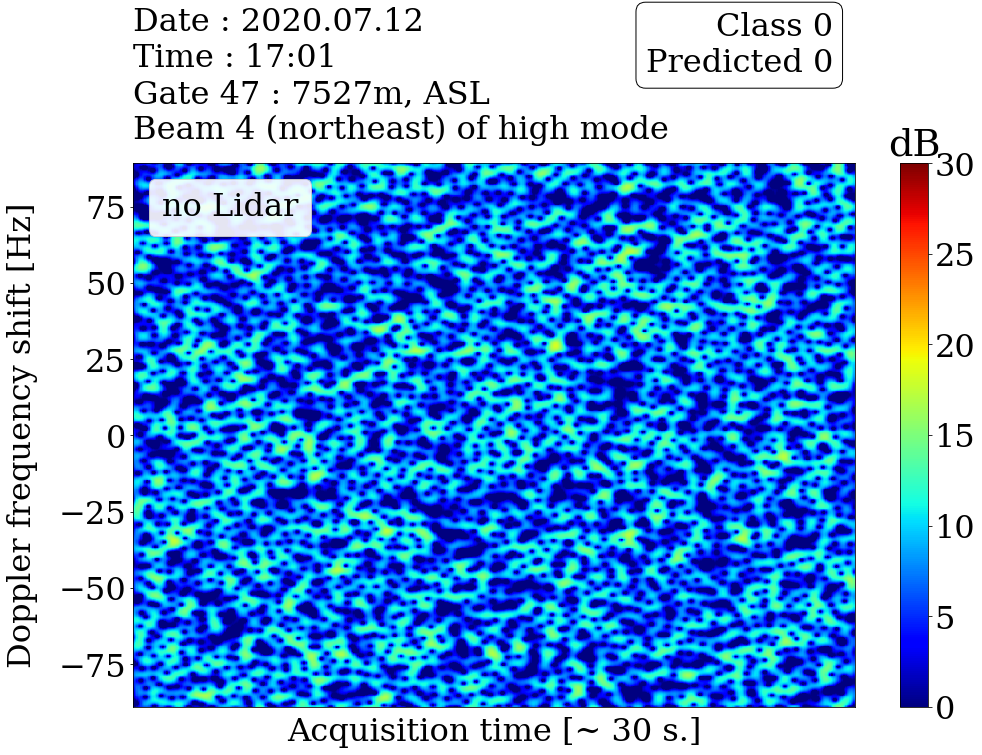 Date : 2020.07.12
Time : 17:01
Gate 47 : 7527m, ASL
Beam 4 (northeast) of high mode
Class 0
Predicted 0
dB
no Lidar
Doppler frequency shift [Hz]
75
50
25
0
−25
−50
−75
30
25
20
15
10
5
0
Acquisition time [~ 30 s.]